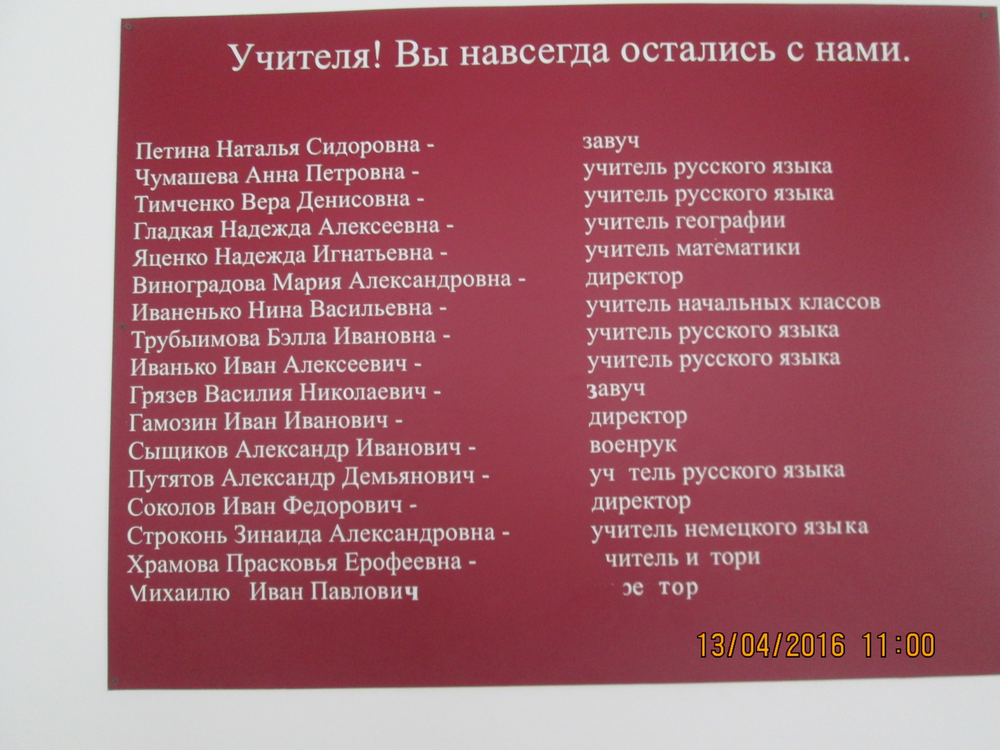 Учителя! Вы навсегда остались с нами.
Петина Наталья Сидоровна - завуч
Чумашева Анна Петровна - учитель русского языка
Тимченко Вера Денисовна - учитель русского языка
Гладкая Надежда Алексеевна - учитель географии
Яценко Надежда Игнатьевна - учитель математики
Виноградова Мария Александровна - директор
Иваненько Нина Васильевна - учитель начальных классов
Трубыимова Бэлла Ивановна - учитель русского языка
Иванько Иван Алексеевич - учитель русского языка
Грязев Василия Николаевич - завуч
Гамозин Иван Иванович - директор
Сыщиков Александр Иванович - военрук
Путятов Александр Демьянович - уч тель русского языка
Соколов Иван Федорович - директор
Строконь Зинаида Александровна - учитель немецкого языка
Храмова Прасковья Ерофеевна - читель и тори
Михаилю Иван Павлович тор
13/04/2016 11:00